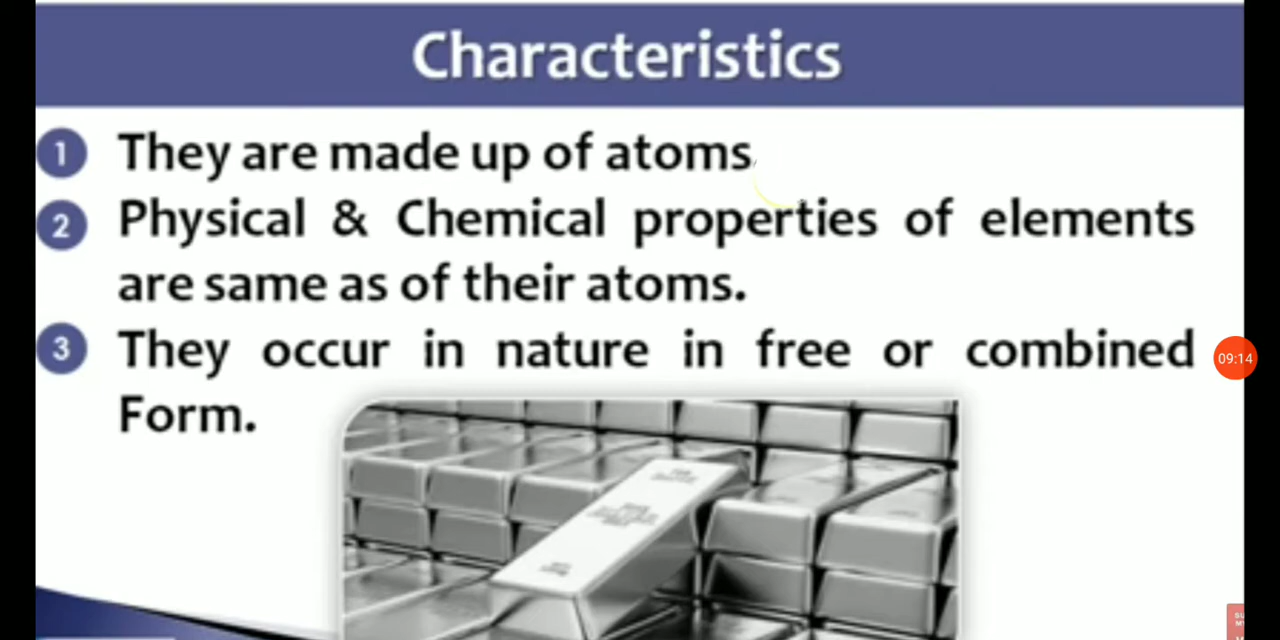 Characteristics
1 They are made up of atoms
2 Physical & Chemical properties of elements
are same as of their atoms.
3 They occur in nature in free or combined
Form.
09:14